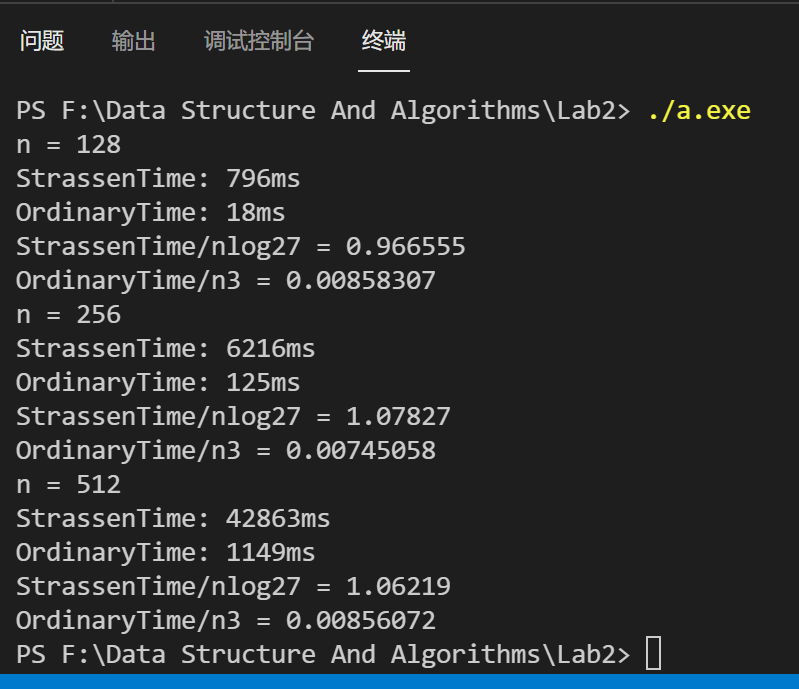 问题 输出 调试控制台 终端
PS F:\Data Structure And Algorithms\Lab2> ./a.exe
n = 128
StrassenTime: 796ms
OrdinaryTime: 18ms
StrassenTime/nlog27 = 0.966555
OrdinaryTime/n3 = 0.00858307
n = 256
StrassenTime: 6216ms
OrdinaryTime: 125ms
StrassenTime/nlog27 = 1.07827
OrdinaryTime/n3 = 0.00745058
n = 512
StrassenTime: 42863ms
OrdinaryTime: 1149ms
StrassenTime/nlog27 = 1.06219
OrdinaryTime/n3 = 0.00856072
PS F:\Data Structure And Algorithms\Lab2>